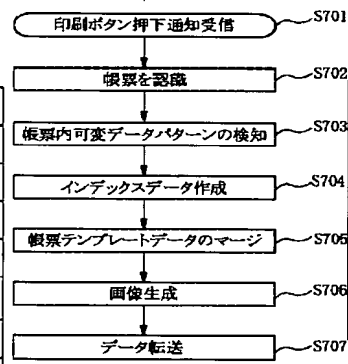 印刷ボタン押下通知受信 S701
帳票を認識 S702
帳票内可変データパターンの検知 S703
インデックスデータ作成 S704
帳票テンプレートデータのマージ S705
画像生成 S706
データ転送 S707